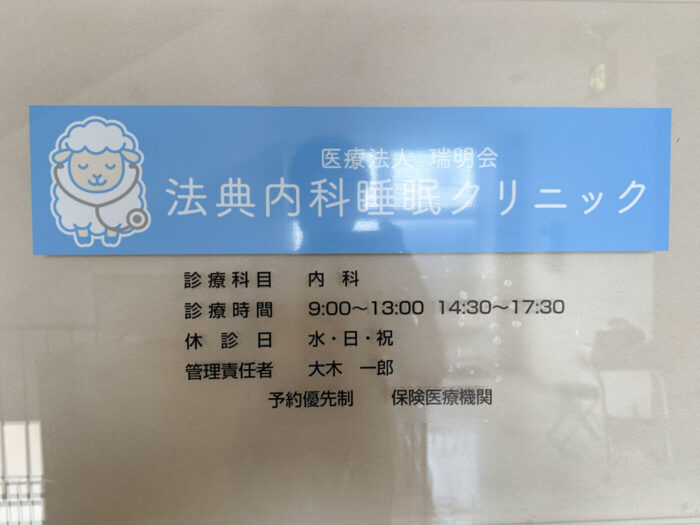 医療法人 瑞明会
法典内科睡眠クリニック
診療科目 内科
診療時間 9:00〜13:00 14:30〜17:30
休診日 水・日・祝
管理責任者 大木 一郎
予約優先制 保険医療機関